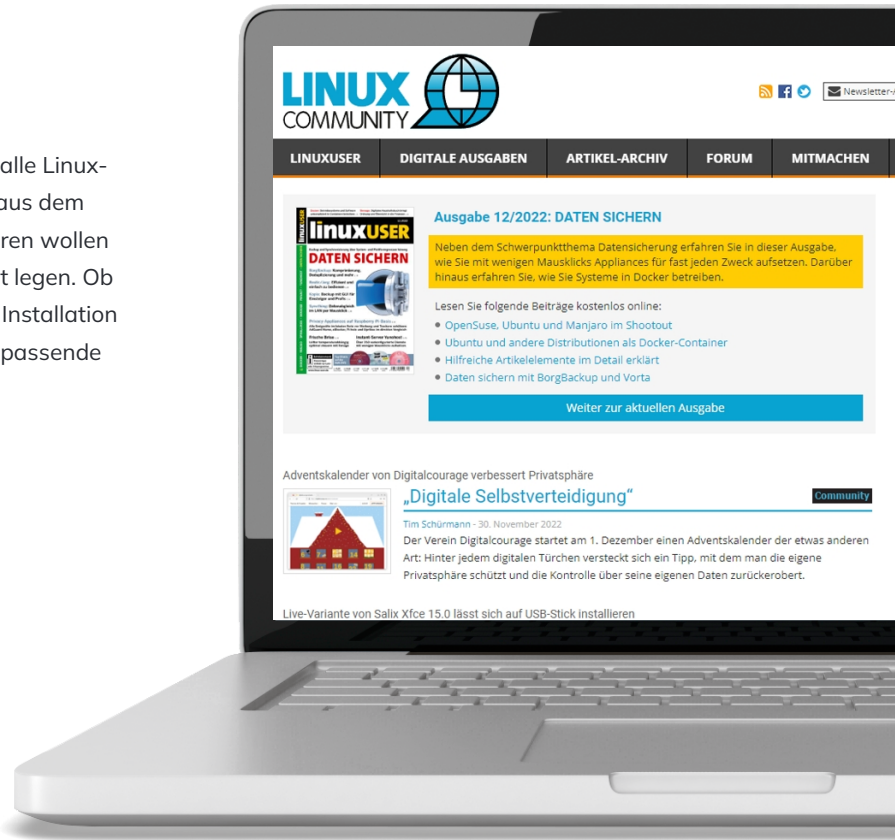 alle Linux-
aus dem
ren wollen
t legen. Ob
Installation
passende
LINUX
COMMUNITY
Newsletter-A
LINUXUSER DIGITALE AUSGABEN ARTIKEL-ARCHIV FORUM MITMACHEN
linuxUSER
DATEN SICHERN
Ausgabe 12/2022: DATEN SICHERN
Neben dem Schwerpunktthema Datensicherung erfahren Sie in dieser Ausgabe,
wie Sie mit wenigen Mausklicks Appliances für fast jeden Zweck aufsetzen. Darüber
hinaus erfahren Sie, wie Sie Systeme in Docker betreiben.
Lesen Sie folgende Beiträge kostenlos online:
OpenSuse, Ubuntu und Manjaro im Shootout
Ubuntu und andere Distributionen als Docker-Container
Hilfreiche Artikelelemente im Detail erklärt
Daten sichern mit BorgBackup und Vorta
Weiter zur aktuellen Ausgabe
Adventskalender von Digitalcourage verbessert Privatsphäre
„Digitale Selbstverteidigung“
Community
Tim Schürmann - 30. November 2022
Der Verein Digitalcourage startet am 1. Dezember einen Adventskalender der etwas anderen
Art: Hinter jedem digitalen Türchen versteckt sich ein Tipp, mit dem man die eigene
Privatsphäre schützt und die Kontrolle über seine eigenen Daten zurückerobert.
Live-Variante von Salix Xfce 15.0 lässt sich auf USB-Stick installieren